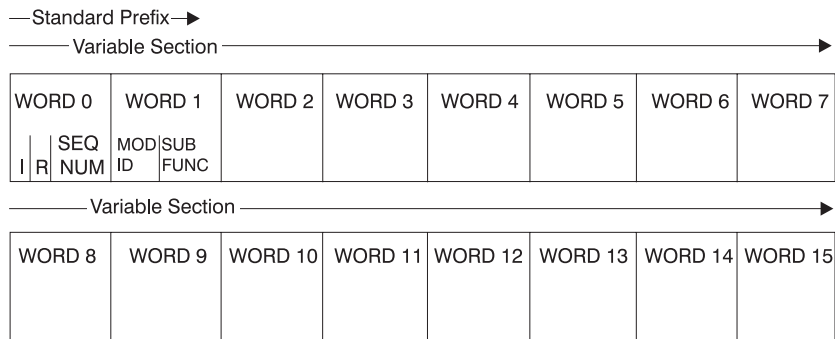 Standard Prefix
Variable Section
WORD 0 WORD 1 WORD 2 WORD 3 WORD 4 WORD 5 WORD 6 WORD 7
I R SEQ NUM MOD ID SUB FUNC
Variable Section
WORD 8 WORD 9 WORD 10 WORD 11 WORD 12 WORD 13 WORD 14 WORD 15